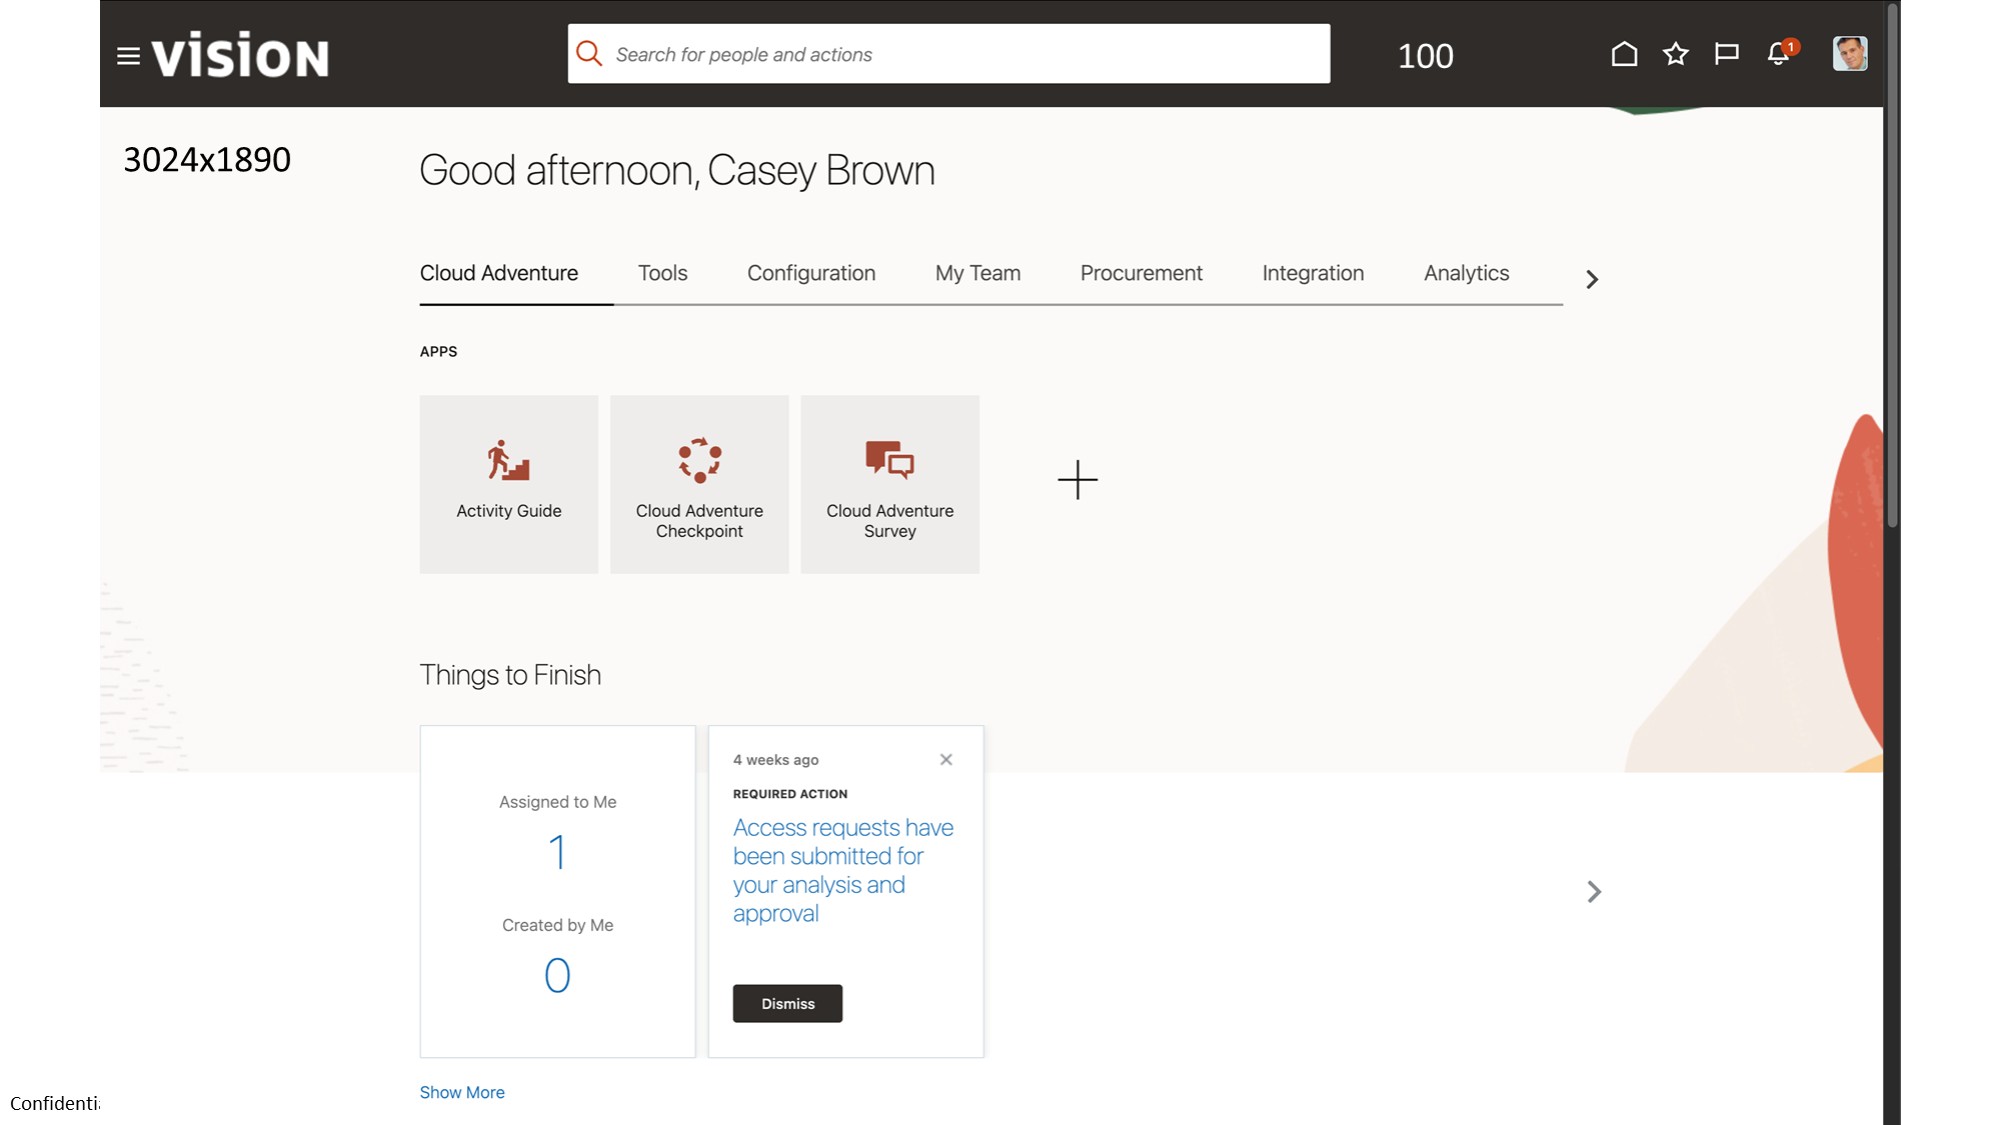 VISION
Search for people and actions
100
1
3024x1890
Good afternoon, Casey Brown
Cloud Adventure
Tools
Configuration
My Team
Procurement
Integration
Analytics
APPS
Activity Guide
Cloud Adventure
Checkpoint
Cloud Adventure
Survey
Things to Finish
Assigned to Me
1
Created by Me
0
4 weeks ago
REQUIRED ACTION
Access requests have
been submitted for
your analysis and
approval
Dismiss
Show More